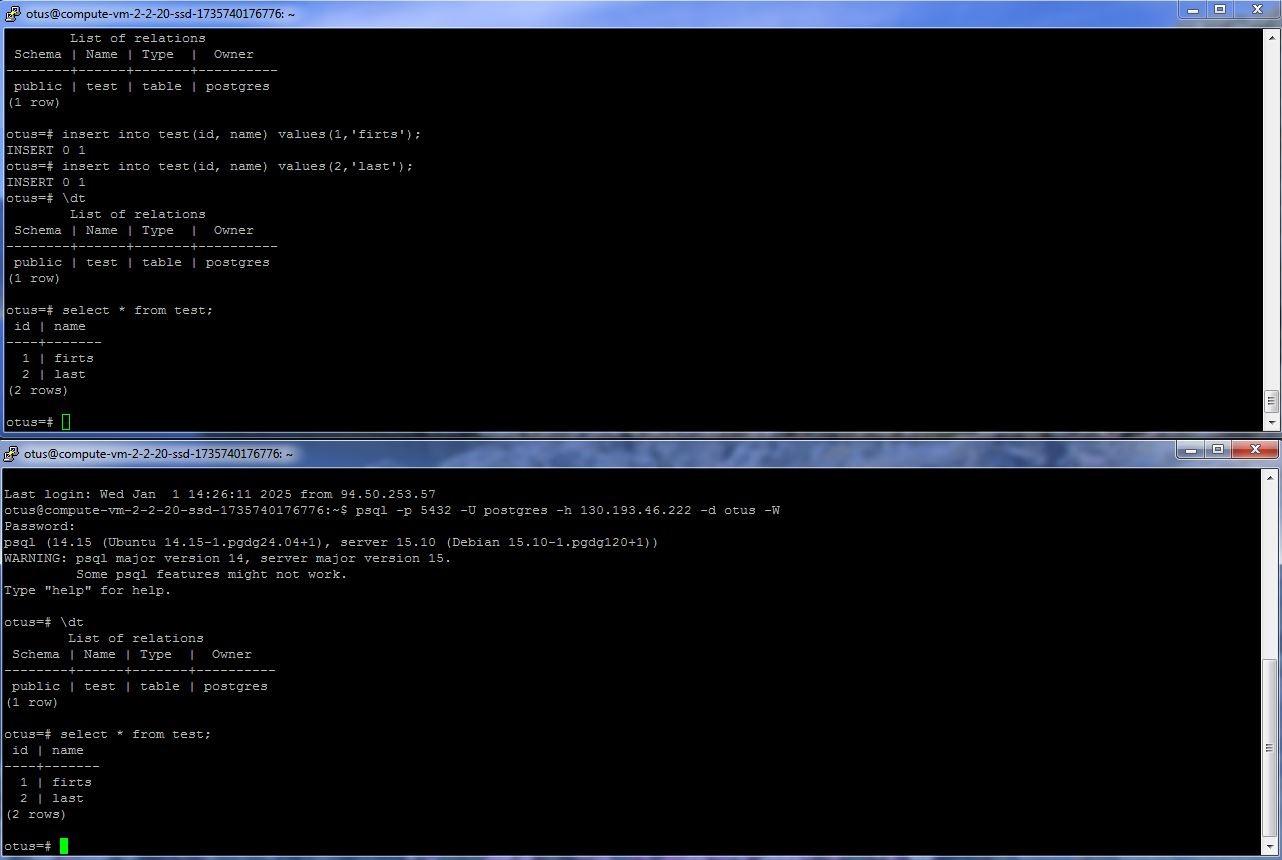 otus@compute-vm-2-2-20-ssd-1735740176776: ~
        List of relations
 Schema | Name | Type  |  Owner
--------+------+-------+----------
 public | test | table | postgres
(1 row)
otus=# insert into test(id, name) values(1,'firts');
INSERT 0 1
otus=# insert into test(id, name) values(2,'last');
INSERT 0 1
otus=# \dt
        List of relations
 Schema | Name | Type  |  Owner
--------+------+-------+----------
 public | test | table | postgres
(1 row)
otus=# select * from test;
 id | name
----+-------
  1 | firts
  2 | last
(2 rows)
otus=#
otus@compute-vm-2-2-20-ssd-1735740176776: ~
Last login: Wed Jan  1 14:26:11 2025 from 94.50.253.57
otus@compute-vm-2-2-20-ssd-1735740176776:~$ psql -p 5432 -U postgres -h 130.193.46.222 -d otus -W
Password:
psql (14.15 (Ubuntu 14.15-1.pgdg24.04+1), server 15.10 (Debian 15.10-1.pgdg120+1))
WARNING: psql major version 14, server major version 15.
         Some psql features might not work.
Type "help" for help.
otus=# \dt
        List of relations
 Schema | Name | Type  |  Owner
--------+------+-------+----------
 public | test | table | postgres
(1 row)
otus=# select * from test;
 id | name
----+-------
  1 | firts
  2 | last
(2 rows)
otus=#